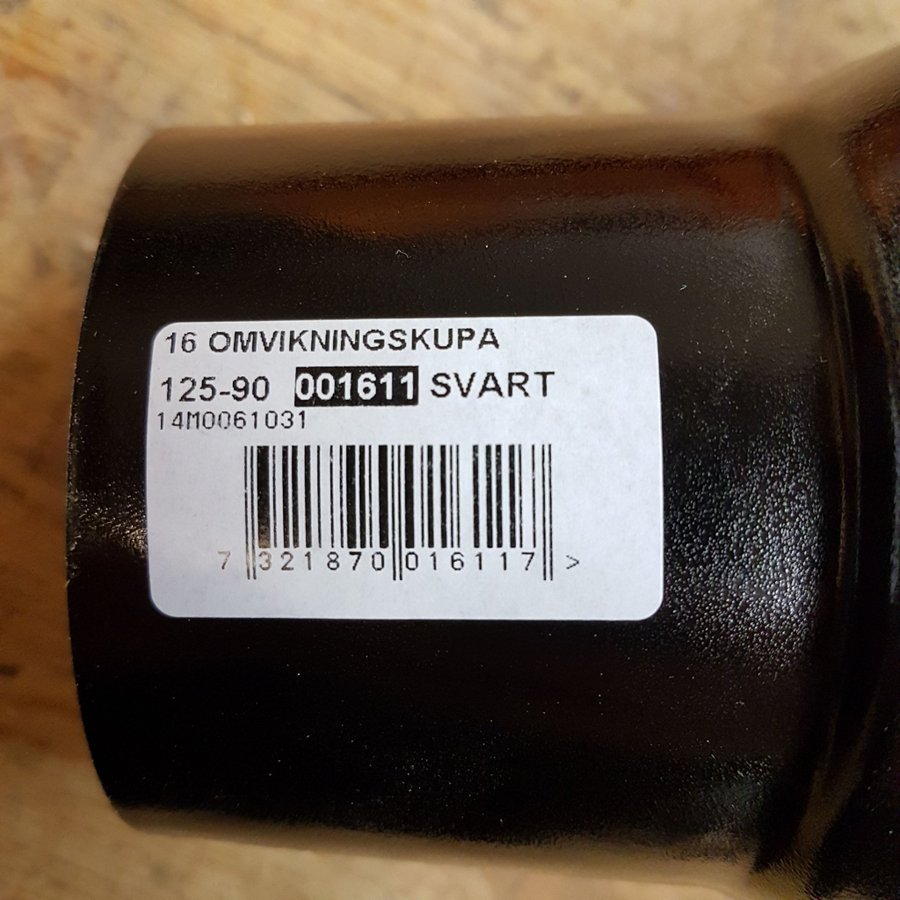 16 OMVIKNINGSKUPA
125-90 001611 SVART
14M0061031
7 321870 016117 >